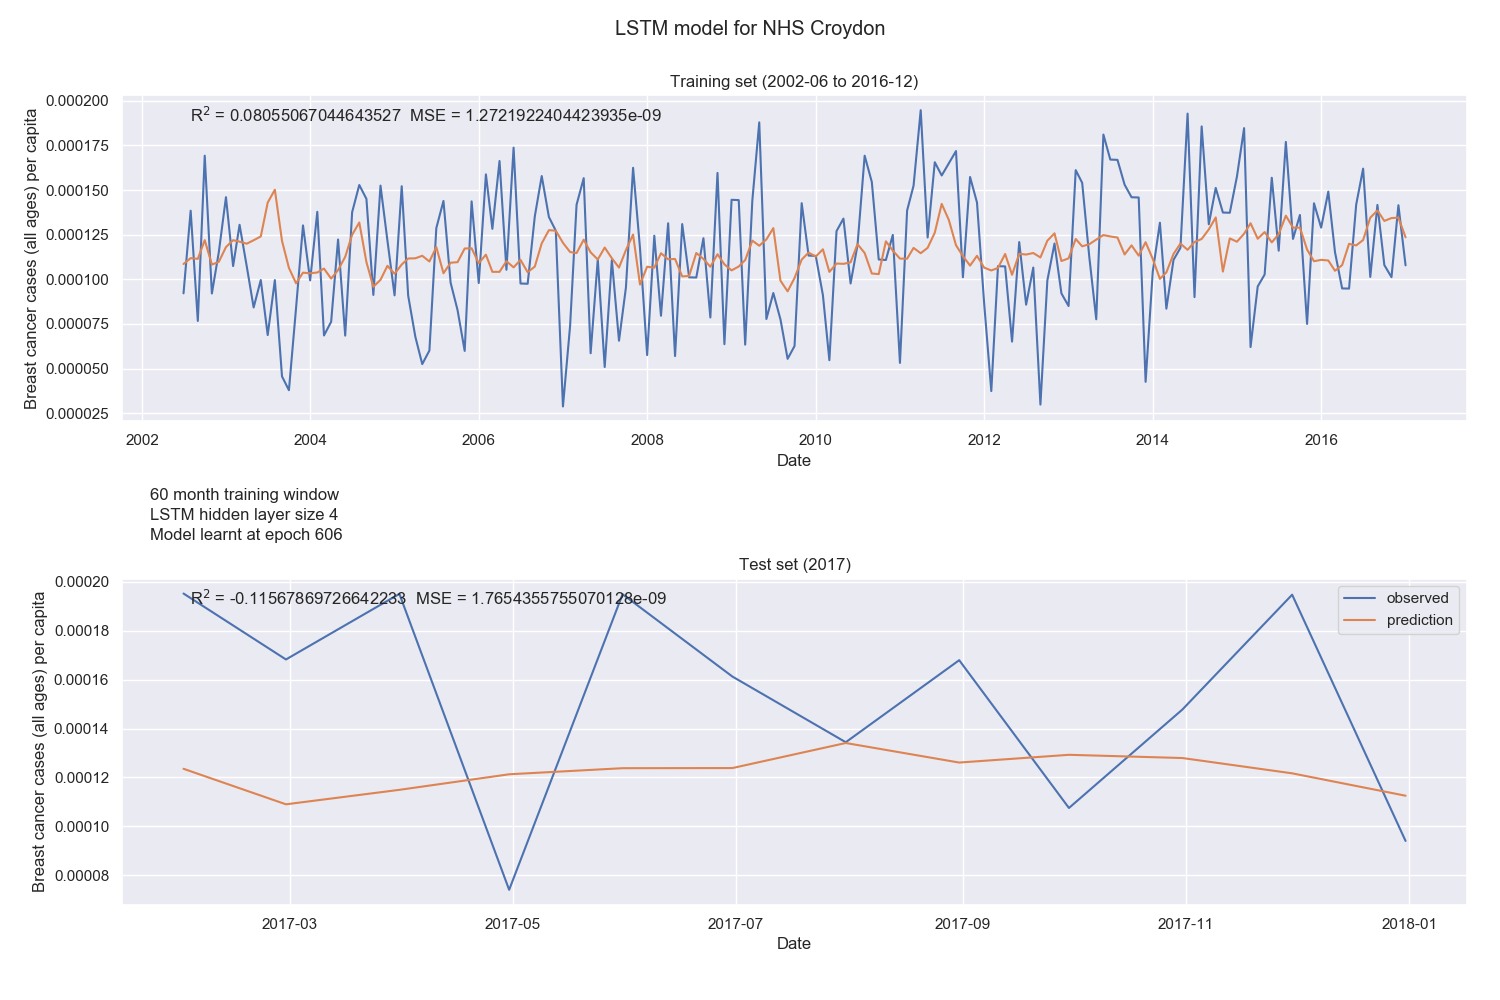 LSTM model for NHS Croydon
Training set (2002-06 to 2016-12)
R² = 0.08055067044643527 MSE = 1.2721922404423935e-09
Breast cancer cases (all ages) per capita
0.000200
0.000175
0.000150
0.000125
0.000100
0.000075
0.000050
0.000025
2002 2004 2006 2008 2010 2012 2014 2016
Date
60 month training window
LSTM hidden layer size 4
Model learnt at epoch 606
Test set (2017)
R² = -0.11567869726642233 MSE = 1.7654355755070128e-09
observed
prediction
Breast cancer cases (all ages) per capita
0.00020
0.00018
0.00016
0.00014
0.00012
0.00010
0.00008
2017-03 2017-05 2017-07 2017-09 2017-11 2018-01
Date